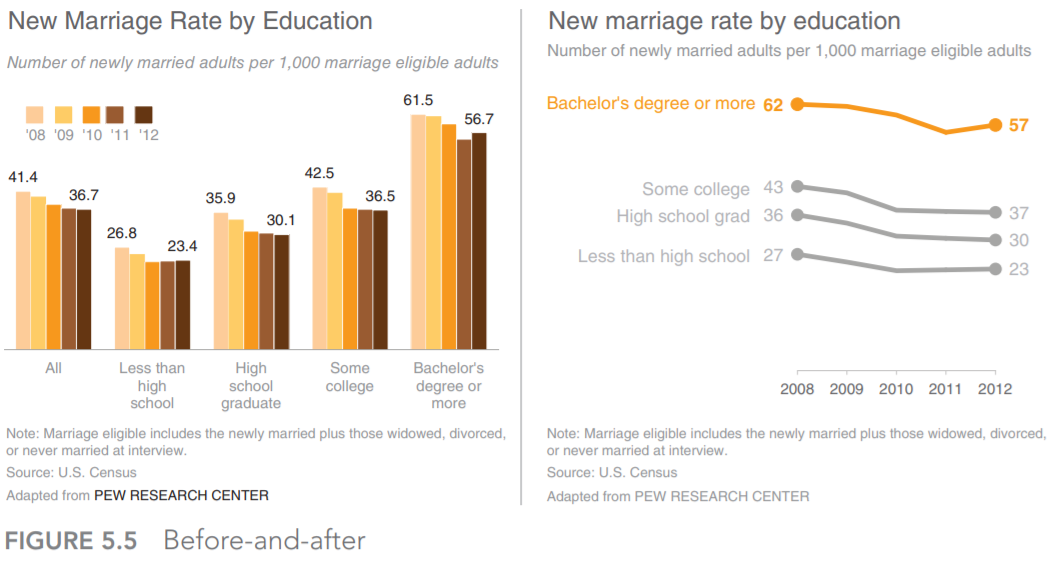 New Marriage Rate by Education
Number of newly married adults per 1,000 marriage eligible adults
'08 '09 '10 '11 '12
41.4
36.7
26.8
23.4
35.9
30.1
42.5
36.5
61.5
56.7
All
Less than
high
school
High
school
graduate
Some
college
Bachelor's
degree or
more
Note: Marriage eligible includes the newly married plus those widowed, divorced,
or never married at interview.
Source: U.S. Census
Adapted from PEW RESEARCH CENTER
New marriage rate by education
Number of newly married adults per 1,000 marriage eligible adults
Bachelor's degree or more 62
57
Some college 43
37
High school grad 36
30
Less than high school 27
23
2008 2009 2010 2011 2012
Note: Marriage eligible includes the newly married plus those widowed, divorced,
or never married at interview.
Source: U.S. Census
Adapted from PEW RESEARCH CENTER
FIGURE 5.5 Before-and-after